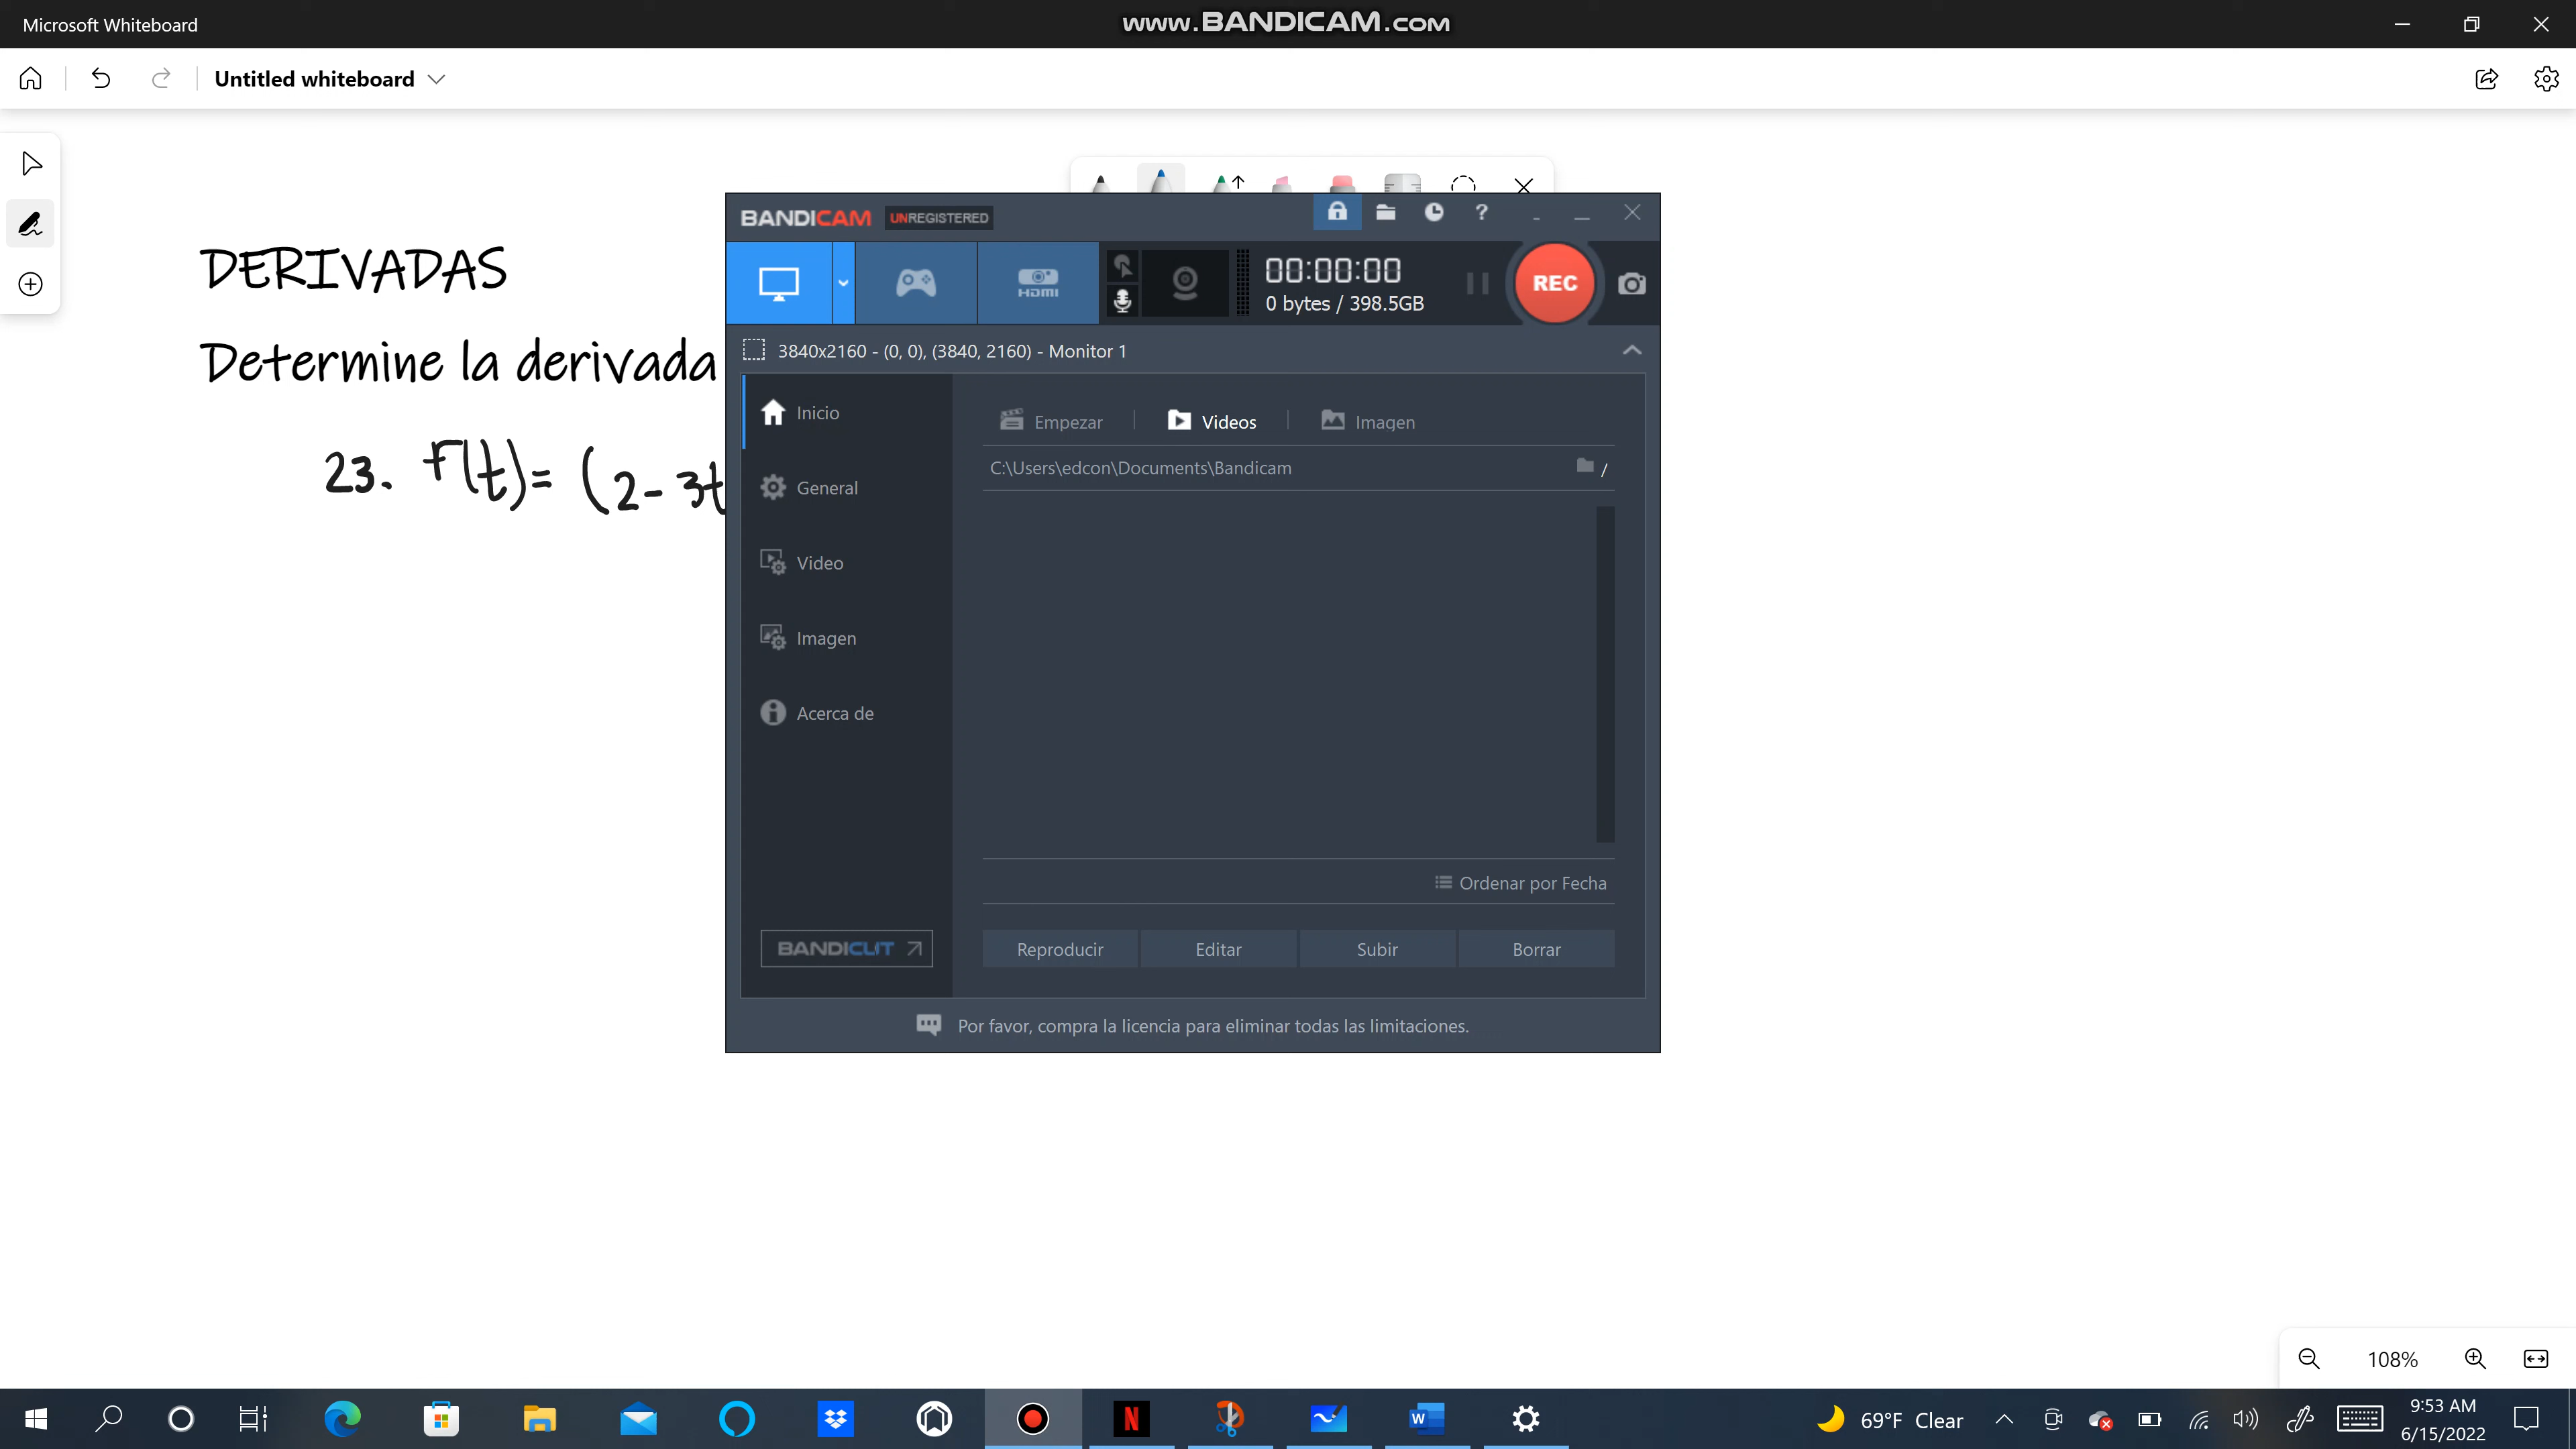 Microsoft Whiteboard
www.BANDICAM.com
Untitled whiteboard
DERIVADAS
Determine la derivada
23. f(t)= (2-3t
BANDICAM UNREGISTERED
?
HDMI
00:00:00
0 bytes / 398.5GB
REC
3840x2160 - (0, 0), (3840, 2160) - Monitor 1
Inicio
General
Video
Imagen
Acerca de
BANDICUT
Empezar
Videos
Imagen
C:\Users\edcon\Documents\Bandicam
/
Ordenar por Fecha
Reproducir
Editar
Subir
Borrar
Por favor, compra la licencia para eliminar todas las limitaciones.
108%
69°F Clear
9:53 AM
6/15/2022